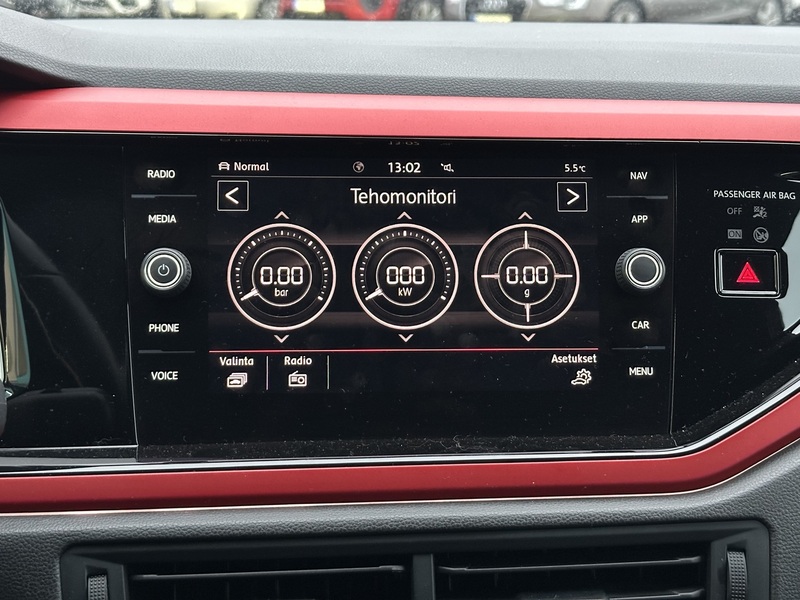 RADIO
MEDIA
PHONE
VOICE
Normal
13:02
5.5°C
Tehomonitori
0.00
bar
000
kW
0.00
g
Valinta
Radio
Asetukset
NAV
APP
CAR
MENU
PASSENGER AIR BAG
OFF
ON